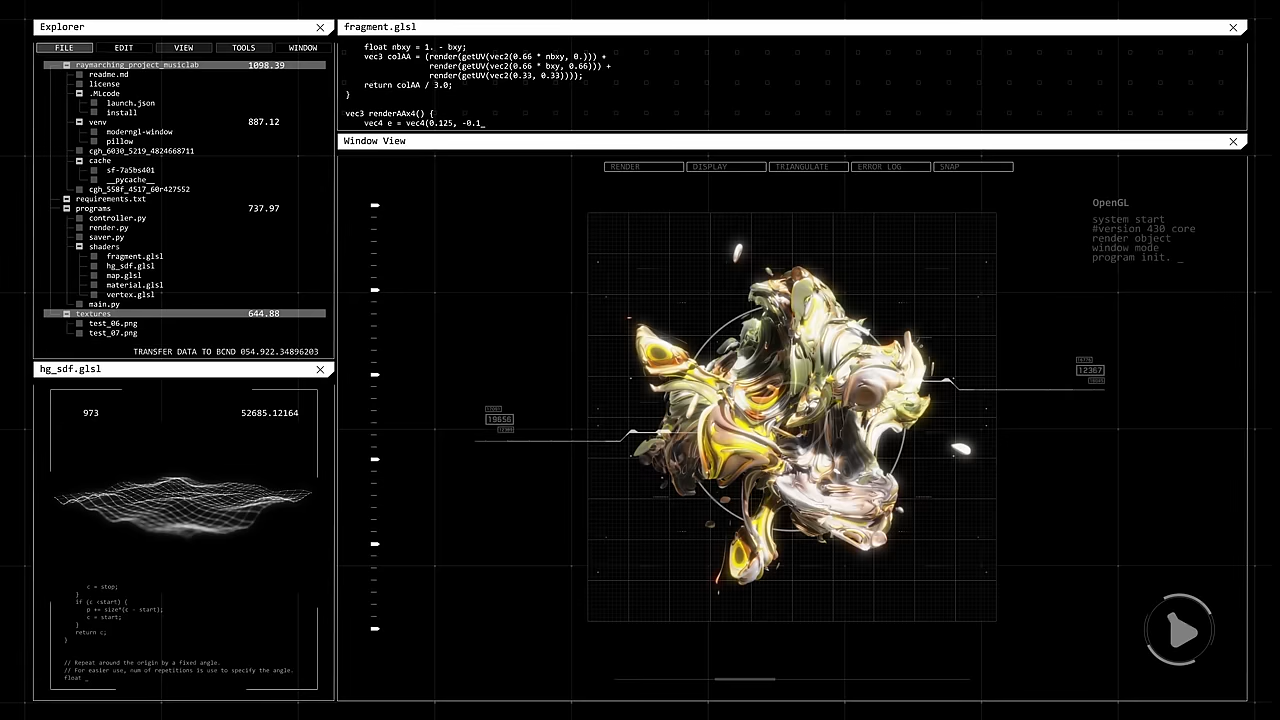 Explorer
FILE EDIT VIEW TOOLS WINDOW
raymarching_project_musiclab 1098.39
readme.md
license
.MLcode
launch.json
install
venv 887.12
moderngl-window
pillow
cgh_6030_5219_4824668711
cache
sf-7a5bs401
__pycache__
cgh_558f_4517_60r427552
requirements.txt
programs 737.97
controller.py
render.py
saver.py
shaders
fragment.glsl
hg_sdf.glsl
map.glsl
material.glsl
vertex.glsl
main.py
textures 644.88
test_06.png
test_07.png
TRANSFER DATA TO BCND 054.922.34896203
hg_sdf.glsl
973 52685.12164
c = stop;
}
if (c <start) {
p += size*(c - start);
c = start;
}
return c;
}
// Repeat around the origin by a fixed angle.
// For easier use, num of repetitions is use to specify the angle.
float _
fragment.glsl
float nbxy = 1. - bxy;
vec3 colAA = (render(getUV(vec2(0.66 * nbxy, 0.))) +
render(getUV(vec2(0.66 * bxy, 0.66))) +
render(getUV(vec2(0.33, 0.33))));
return colAA / 3.0;
}
vec3 renderAAx4() {
vec4 e = vec4(0.125, -0.1_
Window View
RENDER DISPLAY TRIANGULATE ERROR LOG SNAP
OpenGL
system start
#version 430 core
render object
window mode
program init. _
12367
19656